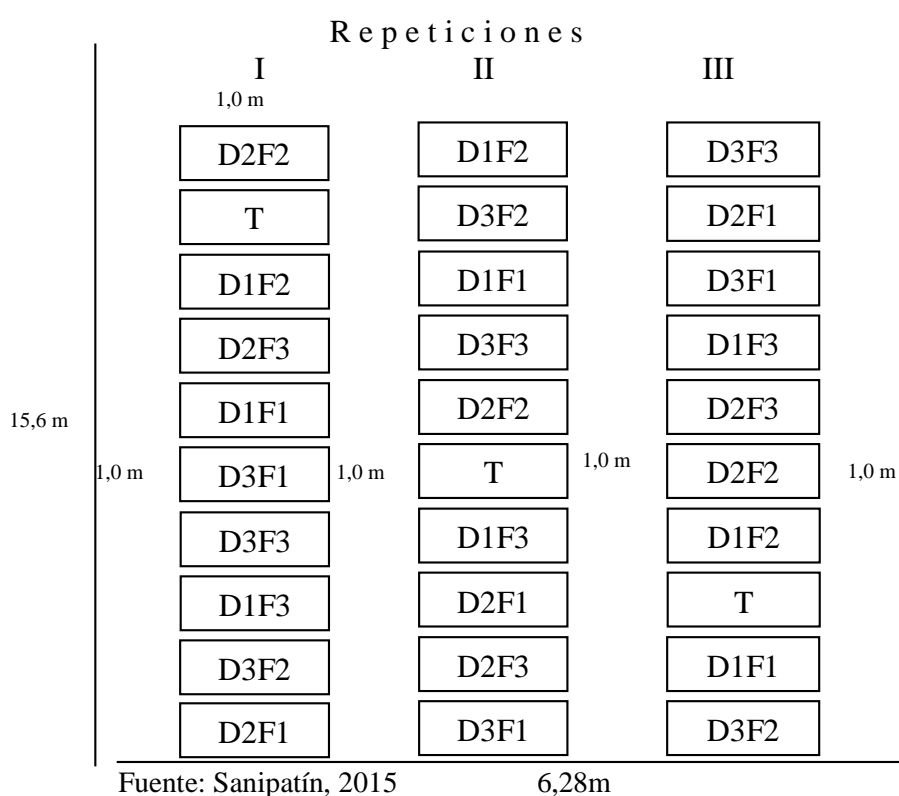 Repeticiones
I II III
1,0 m
D2F2 D1F2 D3F3
T D3F2 D2F1
D1F2 D1F1 D3F1
D2F3 D3F3 D1F3
D1F1 D2F2 D2F3
15,6 m
1,0 m D3F1 1,0 m T 1,0 m D2F2 1,0 m
D3F3 D1F3 D1F2
D1F3 D2F1 T
D3F2 D2F3 D1F1
D2F1 D3F1 D3F2
Fuente: Sanipatín, 2015 6,28m